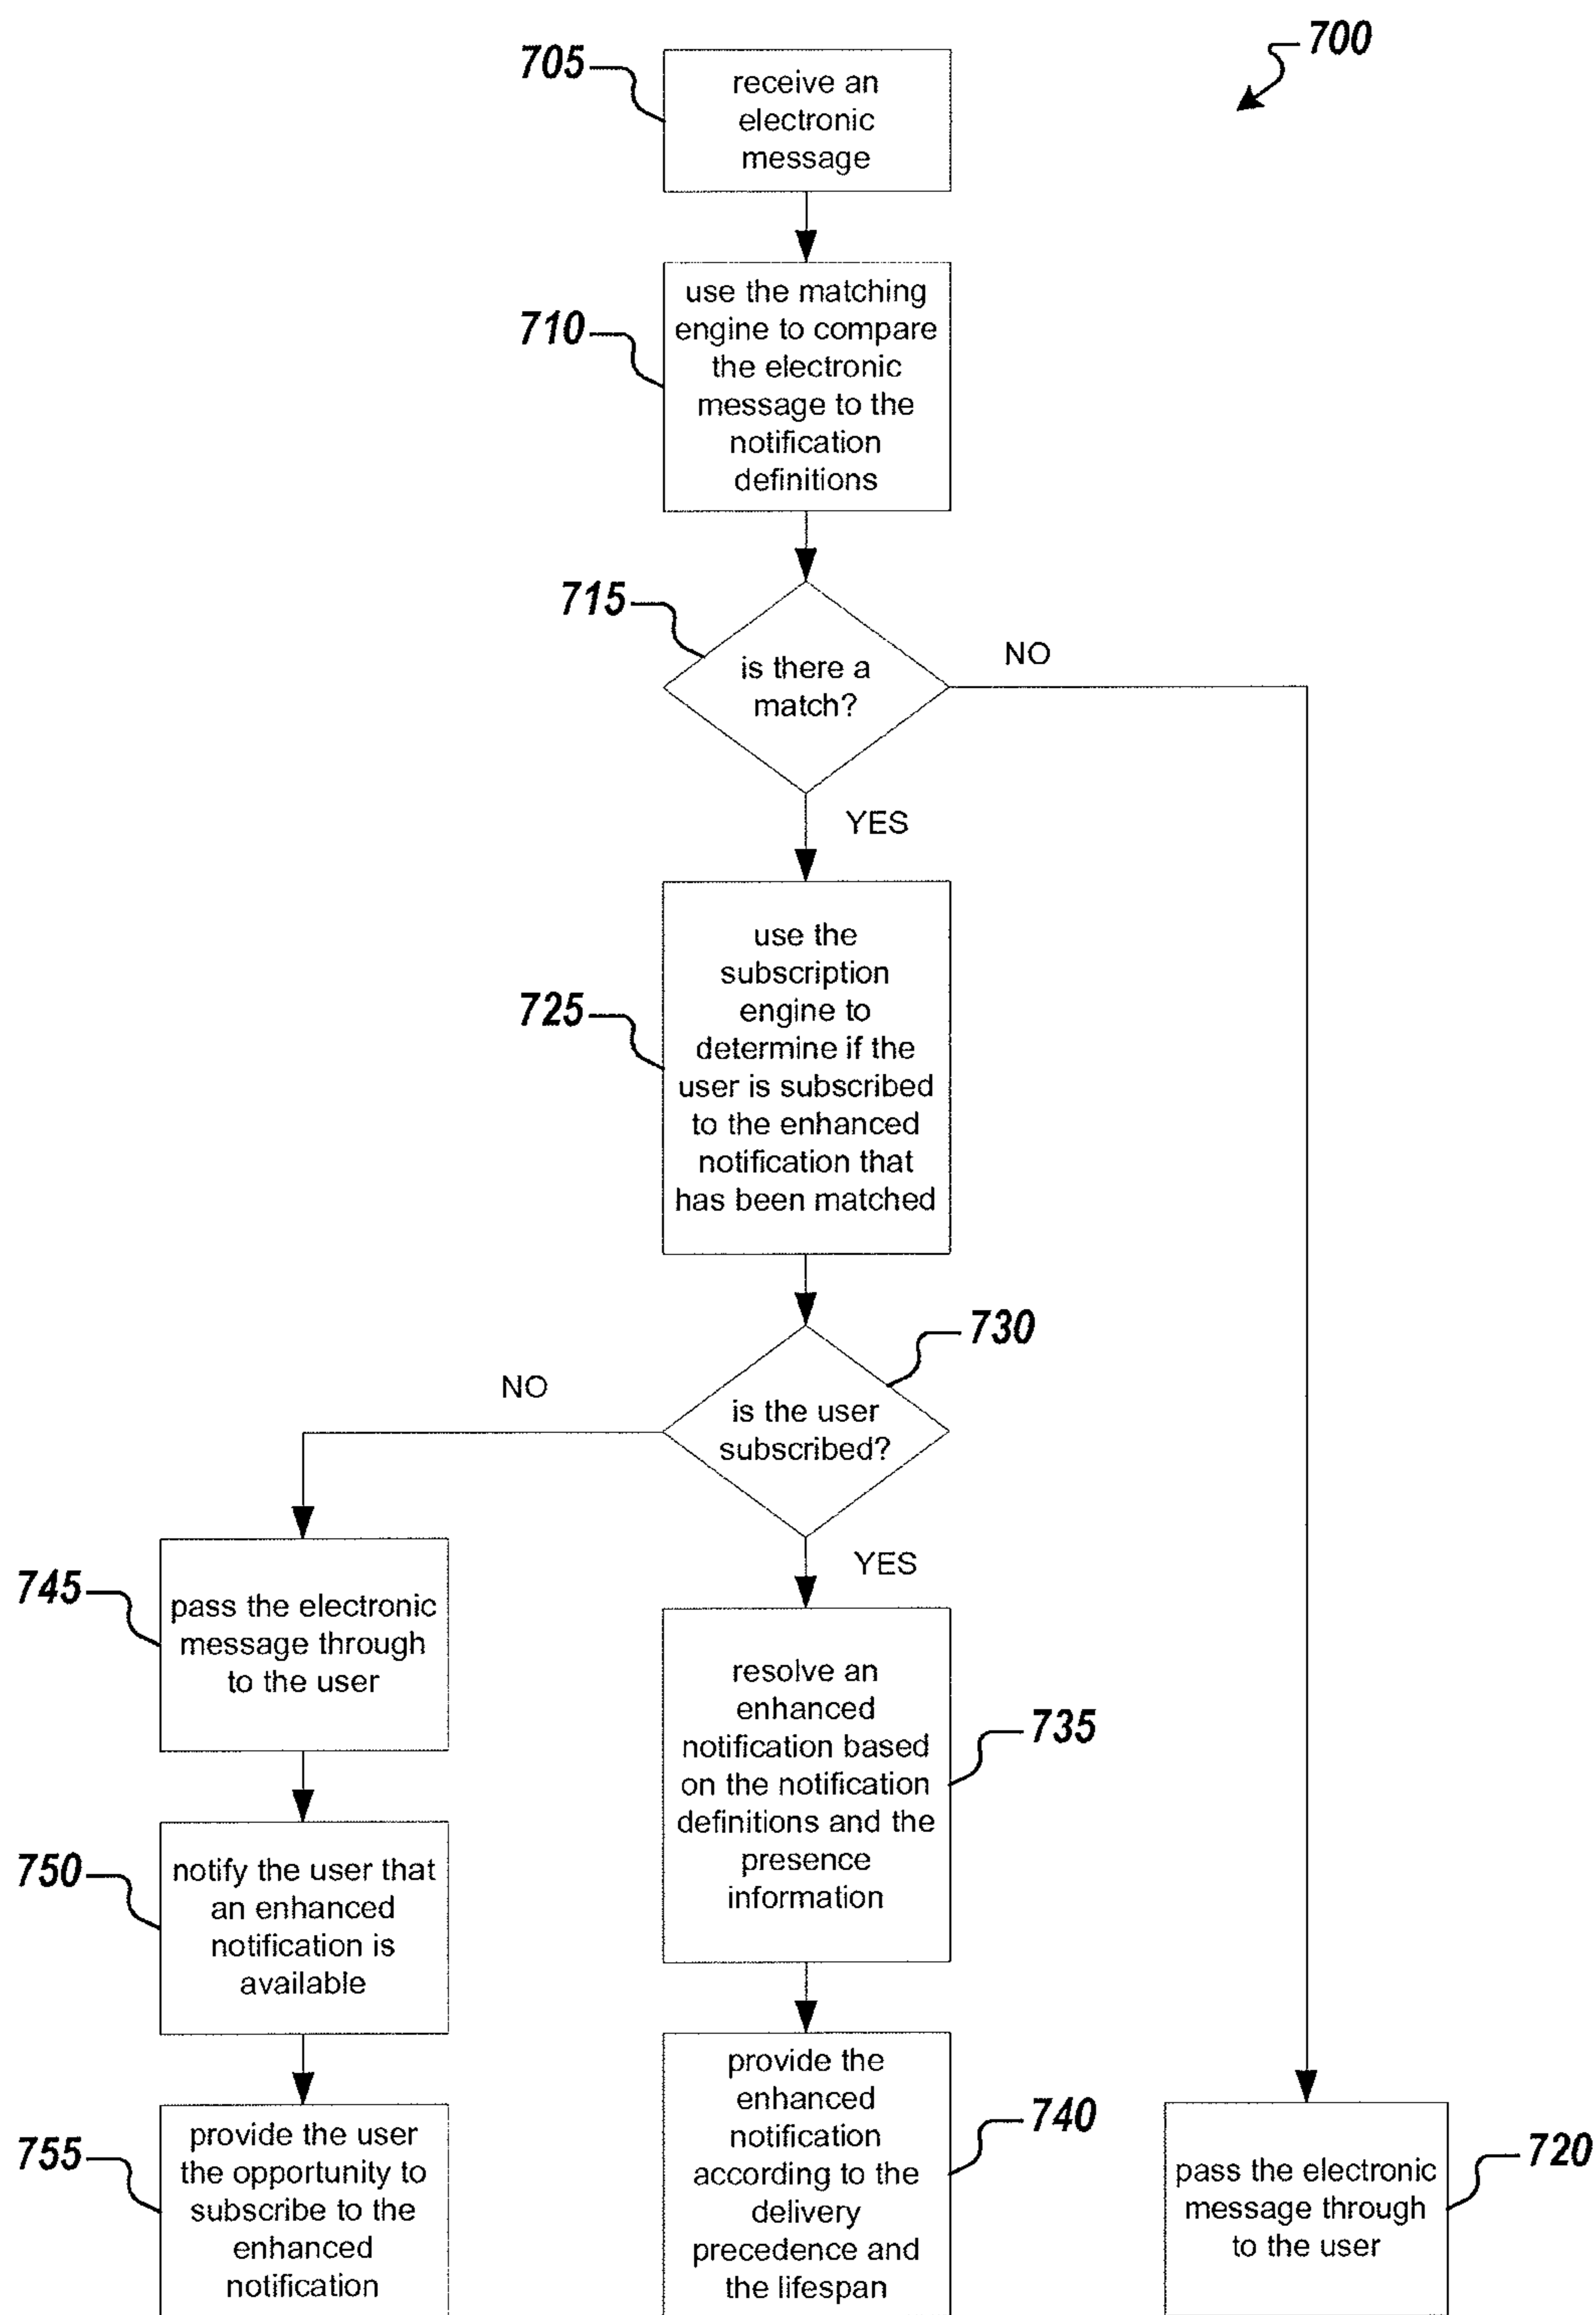 700
705
receive an
electronic
message
710
use the matching
engine to compare
the electronic
message to the
notification
definitions
715
is there a
match?
NO
YES
725
use the
subscription
engine to
determine if the
user is subscribed
to the enhanced
notification that
has been matched
730
is the user
subscribed?
NO
YES
745
pass the electronic
message through
to the user
735
resolve an
enhanced
notification based
on the notification
definitions and the
presence
information
750
notify the user that
an enhanced
notification is
available
755
provide the user
the opportunity to
subscribe to the
enhanced
notification
740
provide the
enhanced
notification
according to the
delivery
precedence and
the lifespan
720
pass the electronic
message through
to the user